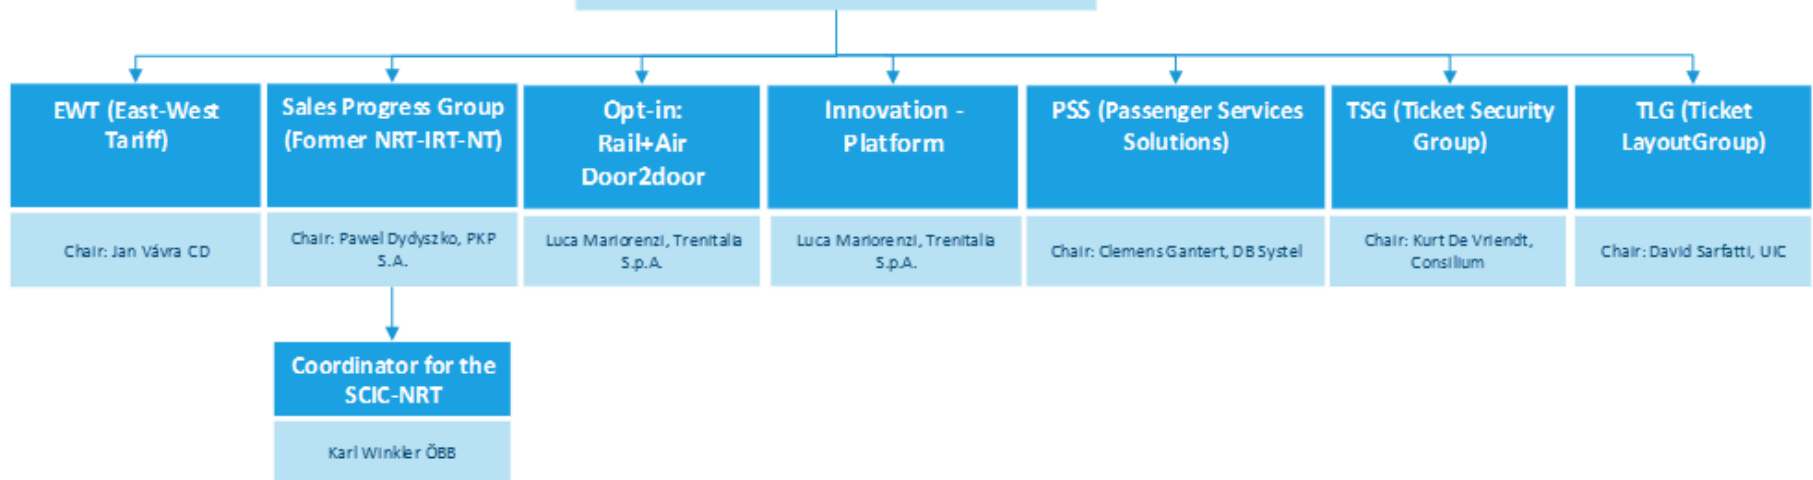 EWT (East-West
Tariff)
Chair: Jan Vávra CD
Sales Progress Group
(Former NRT-IRT-NT)
Chair: Pawel Dydyszko, PKP
S.A.
Coordinator for the
SCIC-NRT
Karl Winkler ÖBB
Opt-in:
Rail+Air
Door2door
Luca Mariorenzi, Trenitalia
S.p.A.
Innovation -
Platform
Luca Mariorenzi, Trenitalia
S.p.A.
PSS (Passenger Services
Solutions)
Chair: Clemens Gantert, DB Systel
TSG (Ticket Security
Group)
Chair: Kurt De Vriendt,
Consilium
TLG (Ticket
LayoutGroup)
Chair: David Sarfatti, UIC